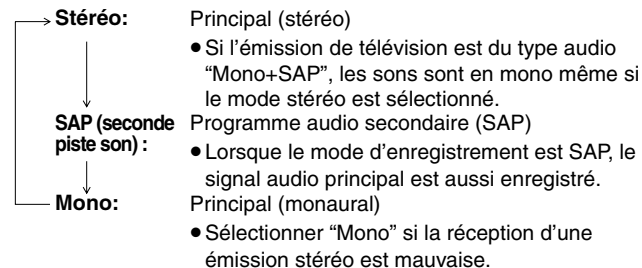 Stéréo: Principal (stéréo)
● Si l'émission de télévision est du type audio
“Mono+SAP”, les sons sont en mono même si
le mode stéréo est sélectionné.
SAP (seconde Programme audio secondaire (SAP)
piste son) :
● Lorsque le mode d'enregistrement est SAP, le
signal audio principal est aussi enregistré.
Mono: Principal (monaural)
● Sélectionner “Mono” si la réception d'une
émission stéréo est mauvaise.